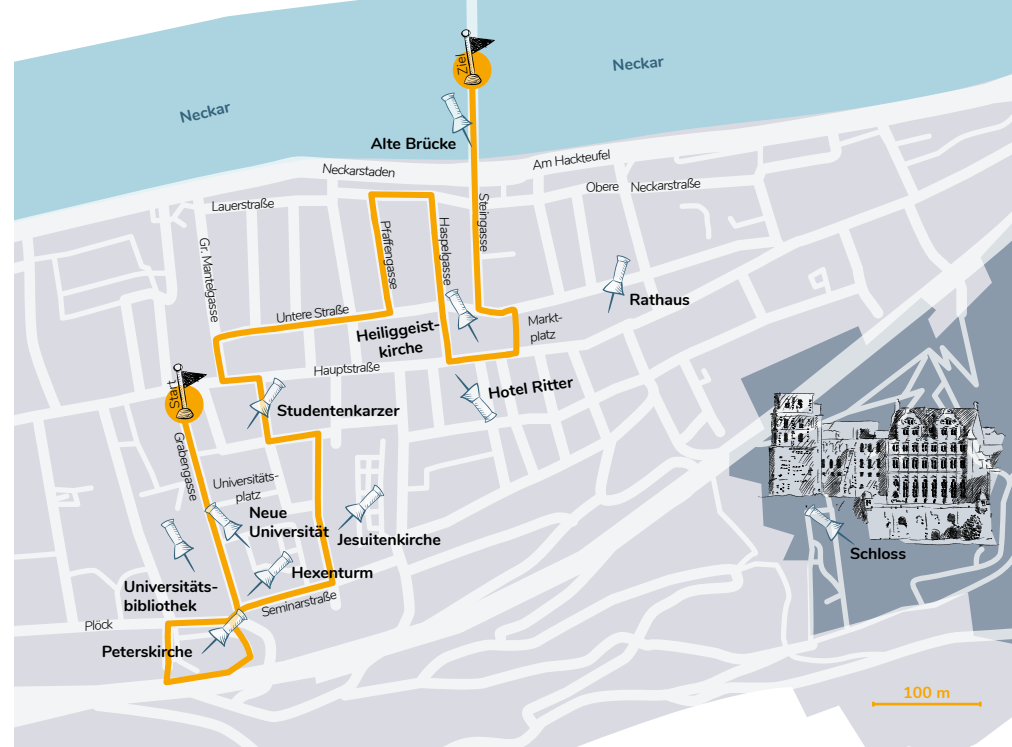 Ziel
Neckar
Neckar
Alte Brücke
Am Hackteufel
Neckarstaden
Obere Neckarstraße
Lauerstraße
Steingasse
Haspelgasse
Pfaffengasse
Gr. Mantelgasse
Rathaus
Untere Straße
Heiliggeist-
kirche
Markt-
platz
Hauptstraße
Hotel Ritter
Start
Studentenkarzer
Grabengasse
Universitäts-
platz
Neue
Universität
Jesuitenkirche
Schloss
Hexenturm
Universitäts-
bibliothek
Seminarstraße
Plöck
Peterskirche
100 m